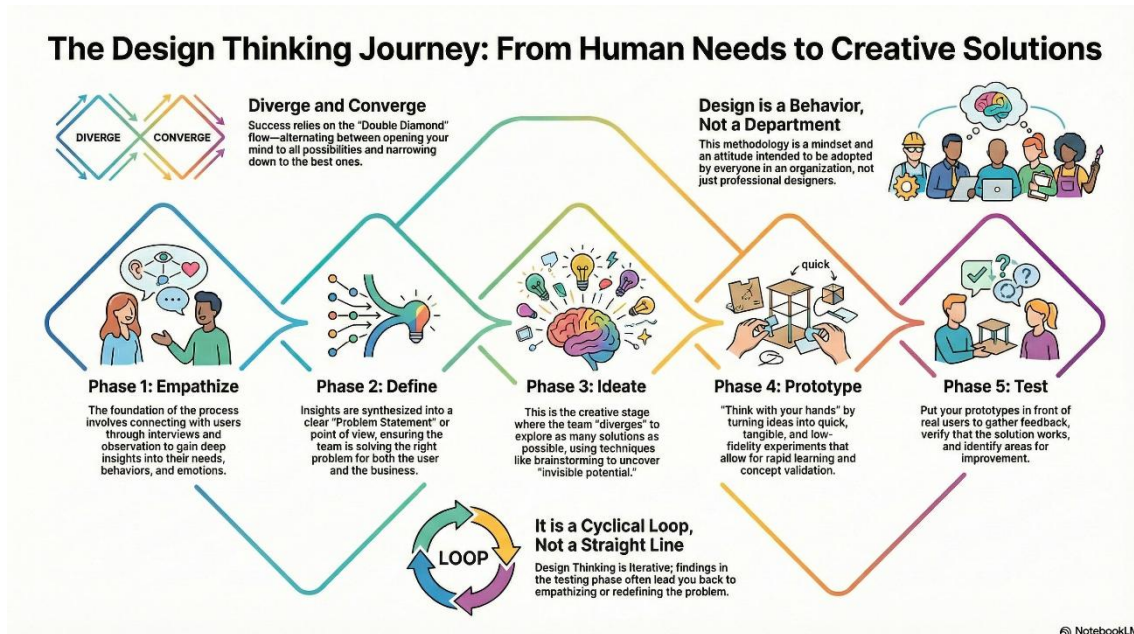 The Design Thinking Journey: From Human Needs to Creative Solutions
DIVERGE
CONVERGE
Diverge and Converge
Success relies on the "Double Diamond"
flow—alternating between opening your
mind to all possibilities and narrowing
down to the best ones.
Design is a Behavior,
Not a Department
This methodology is a mindset and
an attitude intended to be adopted
by everyone in an organization, not
just professional designers.
Phase 1: Empathize
The foundation of the process
involves connecting with users
through interviews and
observation to gain deep
insights into their needs,
behaviors, and emotions.
Phase 2: Define
Insights are synthesized into a
clear "Problem Statement" or
point of view, ensuring the
team is solving the right
problem for both the user
and the business.
Phase 3: Ideate
This is the creative stage
where the team "diverges" to
explore as many solutions as
possible, using techniques
like brainstorming to uncover
"invisible potential."
quick
Phase 4: Prototype
"Think with your hands" by
turning ideas into quick,
tangible, and low-
fidelity experiments that
allow for rapid learning and
concept validation.
Phase 5: Test
Put your prototypes in front of
real users to gather feedback,
verify that the solution works,
and identify areas for
improvement.
LOOP
It is a Cyclical Loop,
Not a Straight Line
Design Thinking is Iterative; findings in
the testing phase often lead you back to
empathizing or redefining the problem.
NotebookLM